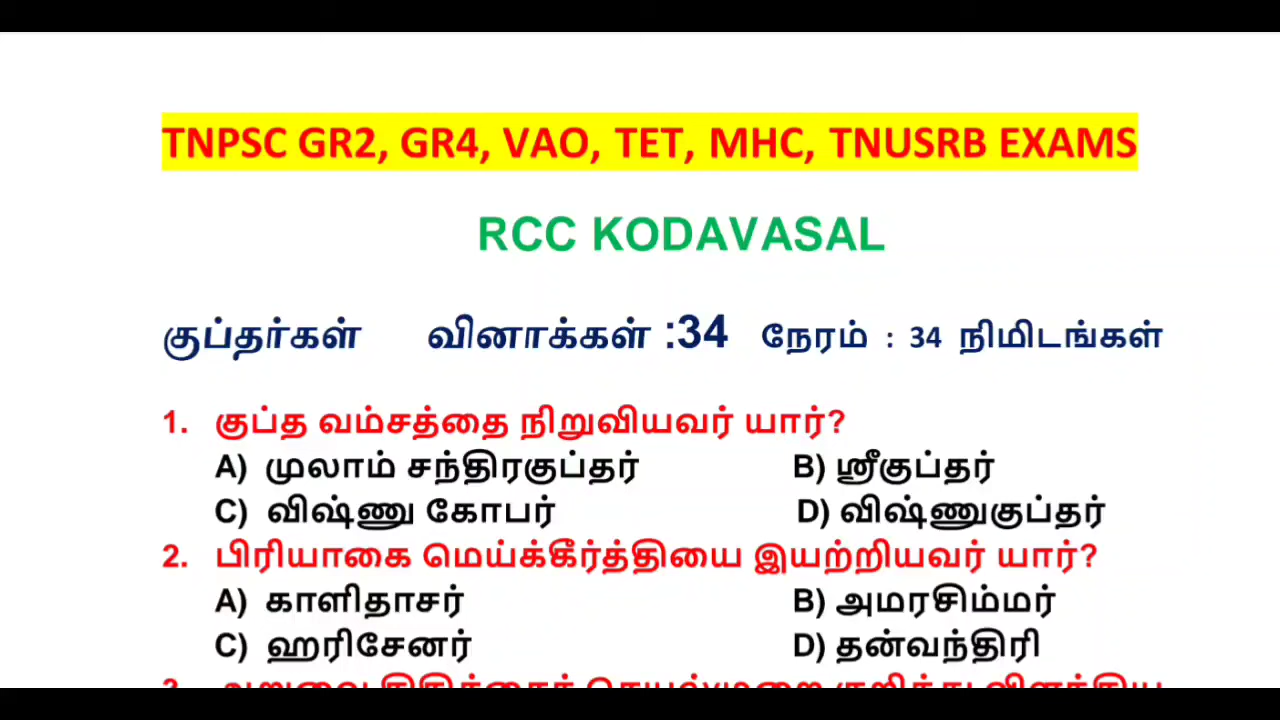 TNPSC GR2, GR4, VAO, TET, MHC, TNUSRB EXAMS
RCC KODAVASAL
குப்தர்கள் வினாக்கள் :34 நேரம் : 34 நிமிடங்கள்
1. குப்த வம்சத்தை நிறுவியவர் யார்?
A) முலாம் சந்திரகுப்தர் B) ஸ்ரீகுப்தர்
C) விஷ்ணு கோபர் D) விஷ்ணுகுப்தர்
2. பிரியாகை மெய்க்கீர்த்தியை இயற்றியவர் யார்?
A) காளிதாசர் B) அமரசிம்மர்
C) ஹரிசேனர் D) தன்வந்திரி